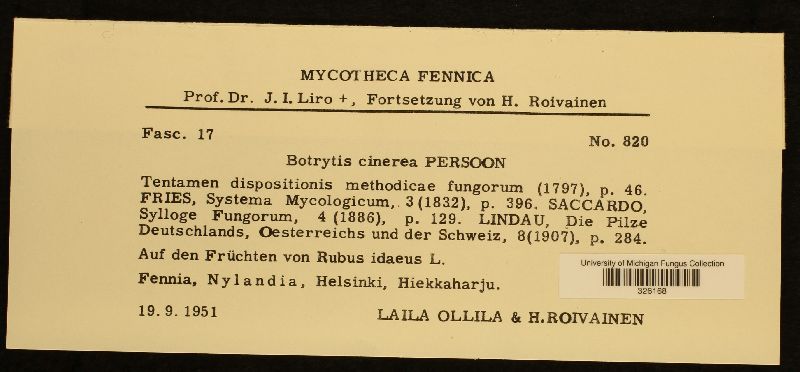 MYCOTHECA FENNICA
Prof. Dr. J. I. Liro +, Fortsetzung von H. Roivainen
Fasc. 17
No. 820
Botrytis cinerea PERSOON
Tentamen dispositionis methodicae fungorum (1797), p. 46.
FRIES, Systema Mycologicum, 3 (1832), p. 396. SACCARDO,
Sylloge Fungorum, 4 (1886), p. 129. LINDAU, Die Pilze
Deutschlands, Oesterreichs und der Schweiz, 8(1907), p. 284.
Auf den Früchten von Rubus idaeus L.
Fennia, Nylandia, Helsinki, Hiekkaharju.
University of Michigan Fungus Collection
326168
19. 9. 1951
LAILA OLLILA & H. ROIVAINEN